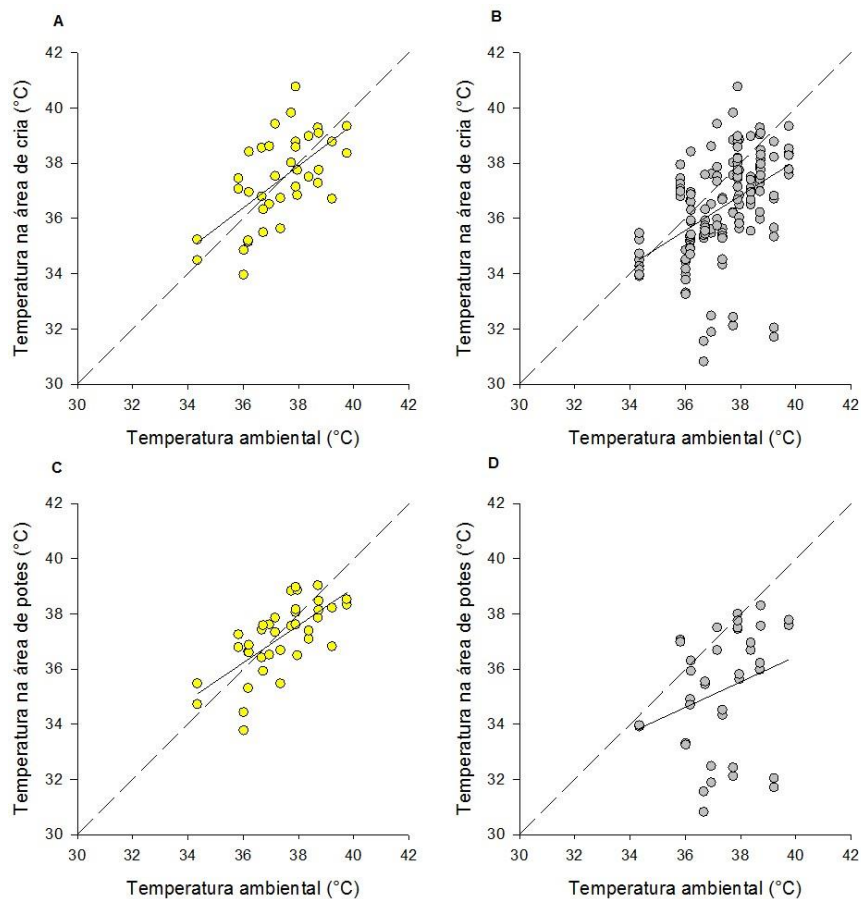 A
42
40
38
36
34
32
30
Temperatura na área de cria (°C)
30 32 34 36 38 40 42
Temperatura ambiental (°C)
B
42
40
38
36
34
32
30
Temperatura na área de cria (°C)
30 32 34 36 38 40 42
Temperatura ambiental (°C)
C
42
40
38
36
34
32
30
Temperatura na área de potes (°C)
30 32 34 36 38 40 42
Temperatura ambiental (°C)
D
42
40
38
36
34
32
30
Temperatura na área de potes (°C)
30 32 34 36 38 40 42
Temperatura ambiental (°C)